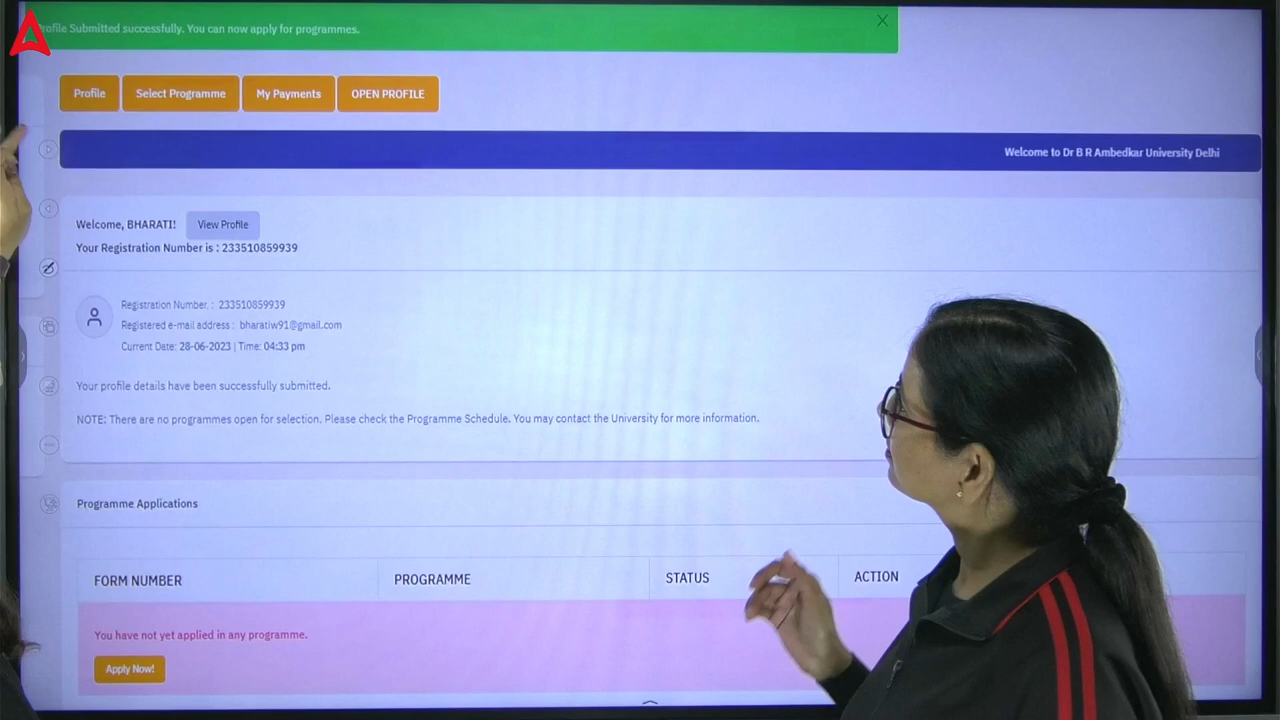 Profile Submitted successfully. You can now apply for programmes.
Profile
Select Programme
My Payments
OPEN PROFILE
Welcome to Dr B R Ambedkar University Delhi
Welcome, BHARATI!
View Profile
Your Registration Number is : 233510859939
Registration Number. : 233510859939
Registered e-mail address : bharatiw91@gmail.com
Current Date: 28-06-2023 | Time: 04:33 pm
Your profile details have been successfully submitted.
NOTE: There are no programmes open for selection. Please check the Programme Schedule. You may contact the University for more information.
Programme Applications
FORM NUMBER
PROGRAMME
STATUS
ACTION
You have not yet applied in any programme.
Apply Now!